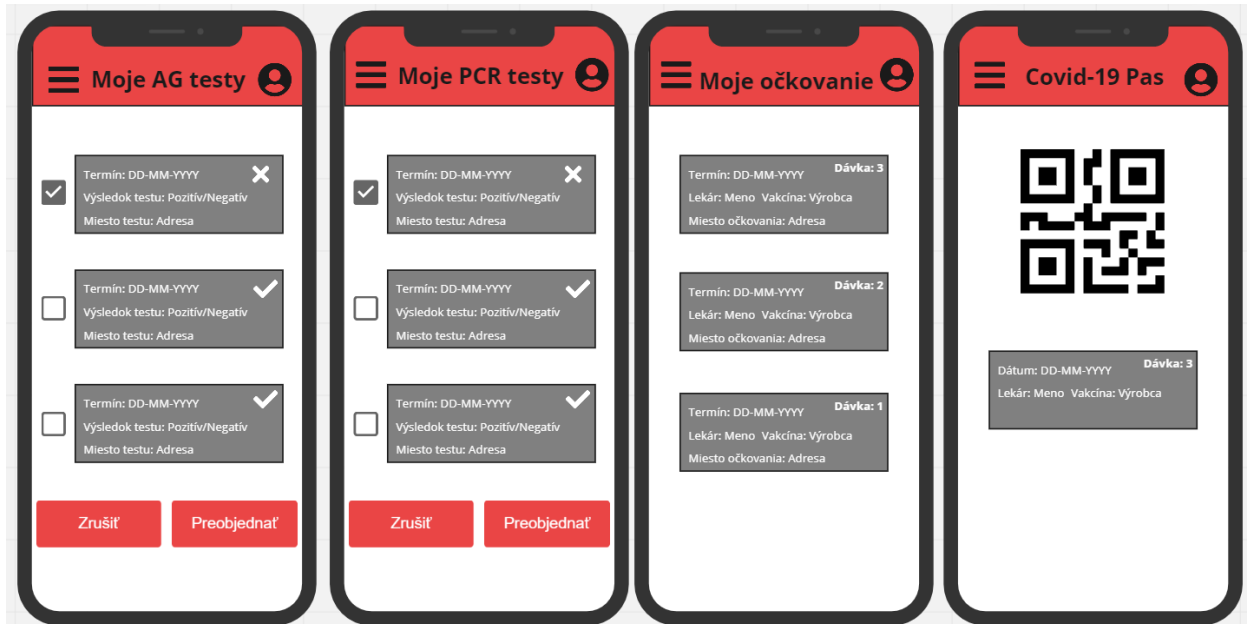 Moje AG testy
Termín: DD-MM-YYYY
Výsledok testu: Pozitív/Negatív
Miesto testu: Adresa
Termín: DD-MM-YYYY
Výsledok testu: Pozitív/Negatív
Miesto testu: Adresa
Termín: DD-MM-YYYY
Výsledok testu: Pozitív/Negatív
Miesto testu: Adresa
Zrušiť
Preobjednať
Moje PCR testy
Termín: DD-MM-YYYY
Výsledok testu: Pozitív/Negatív
Miesto testu: Adresa
Termín: DD-MM-YYYY
Výsledok testu: Pozitív/Negatív
Miesto testu: Adresa
Termín: DD-MM-YYYY
Výsledok testu: Pozitív/Negatív
Miesto testu: Adresa
Zrušiť
Preobjednať
Moje očkovanie
Termín: DD-MM-YYYY Dávka: 3
Lekár: Meno Vakcína: Výrobca
Miesto očkovania: Adresa
Termín: DD-MM-YYYY Dávka: 2
Lekár: Meno Vakcína: Výrobca
Miesto očkovania: Adresa
Termín: DD-MM-YYYY Dávka: 1
Lekár: Meno Vakcína: Výrobca
Miesto očkovania: Adresa
Covid-19 Pas
Dátum: DD-MM-YYYY Dávka: 3
Lekár: Meno Vakcína: Výrobca